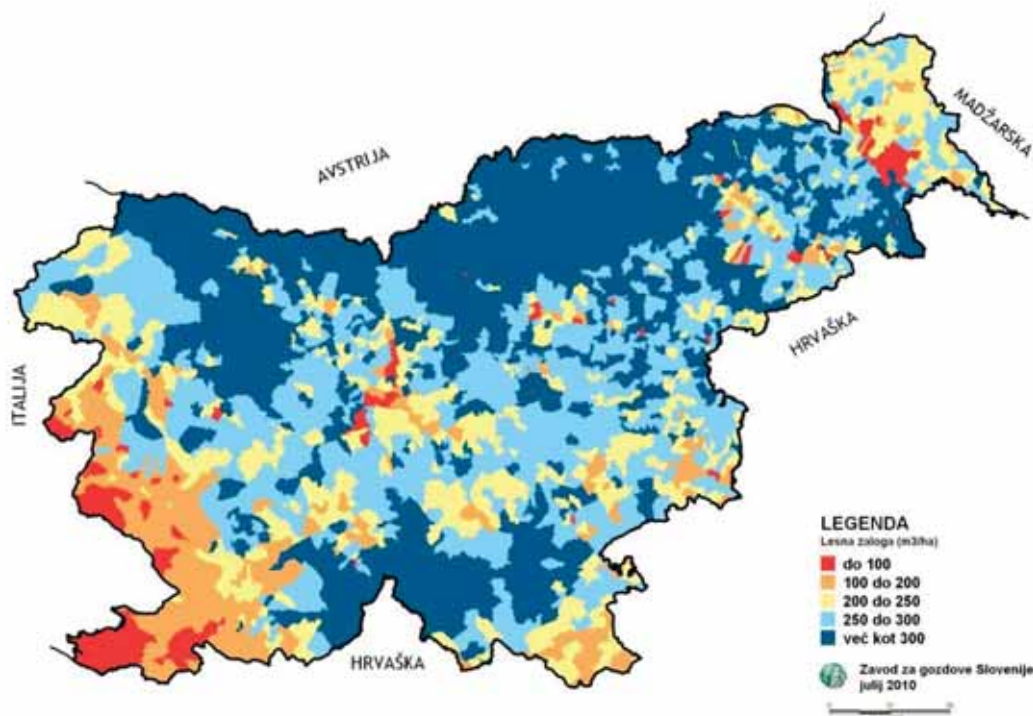 AVSTRIJA
MADŽARSKA
ITALIJA
HRVAŠKA
HRVAŠKA
LEGENDA
Lesna zaloga (m3/ha)
do 100
100 do 200
200 do 250
250 do 300
več kot 300
Zavod za gozdove Slovenije
julij 2010